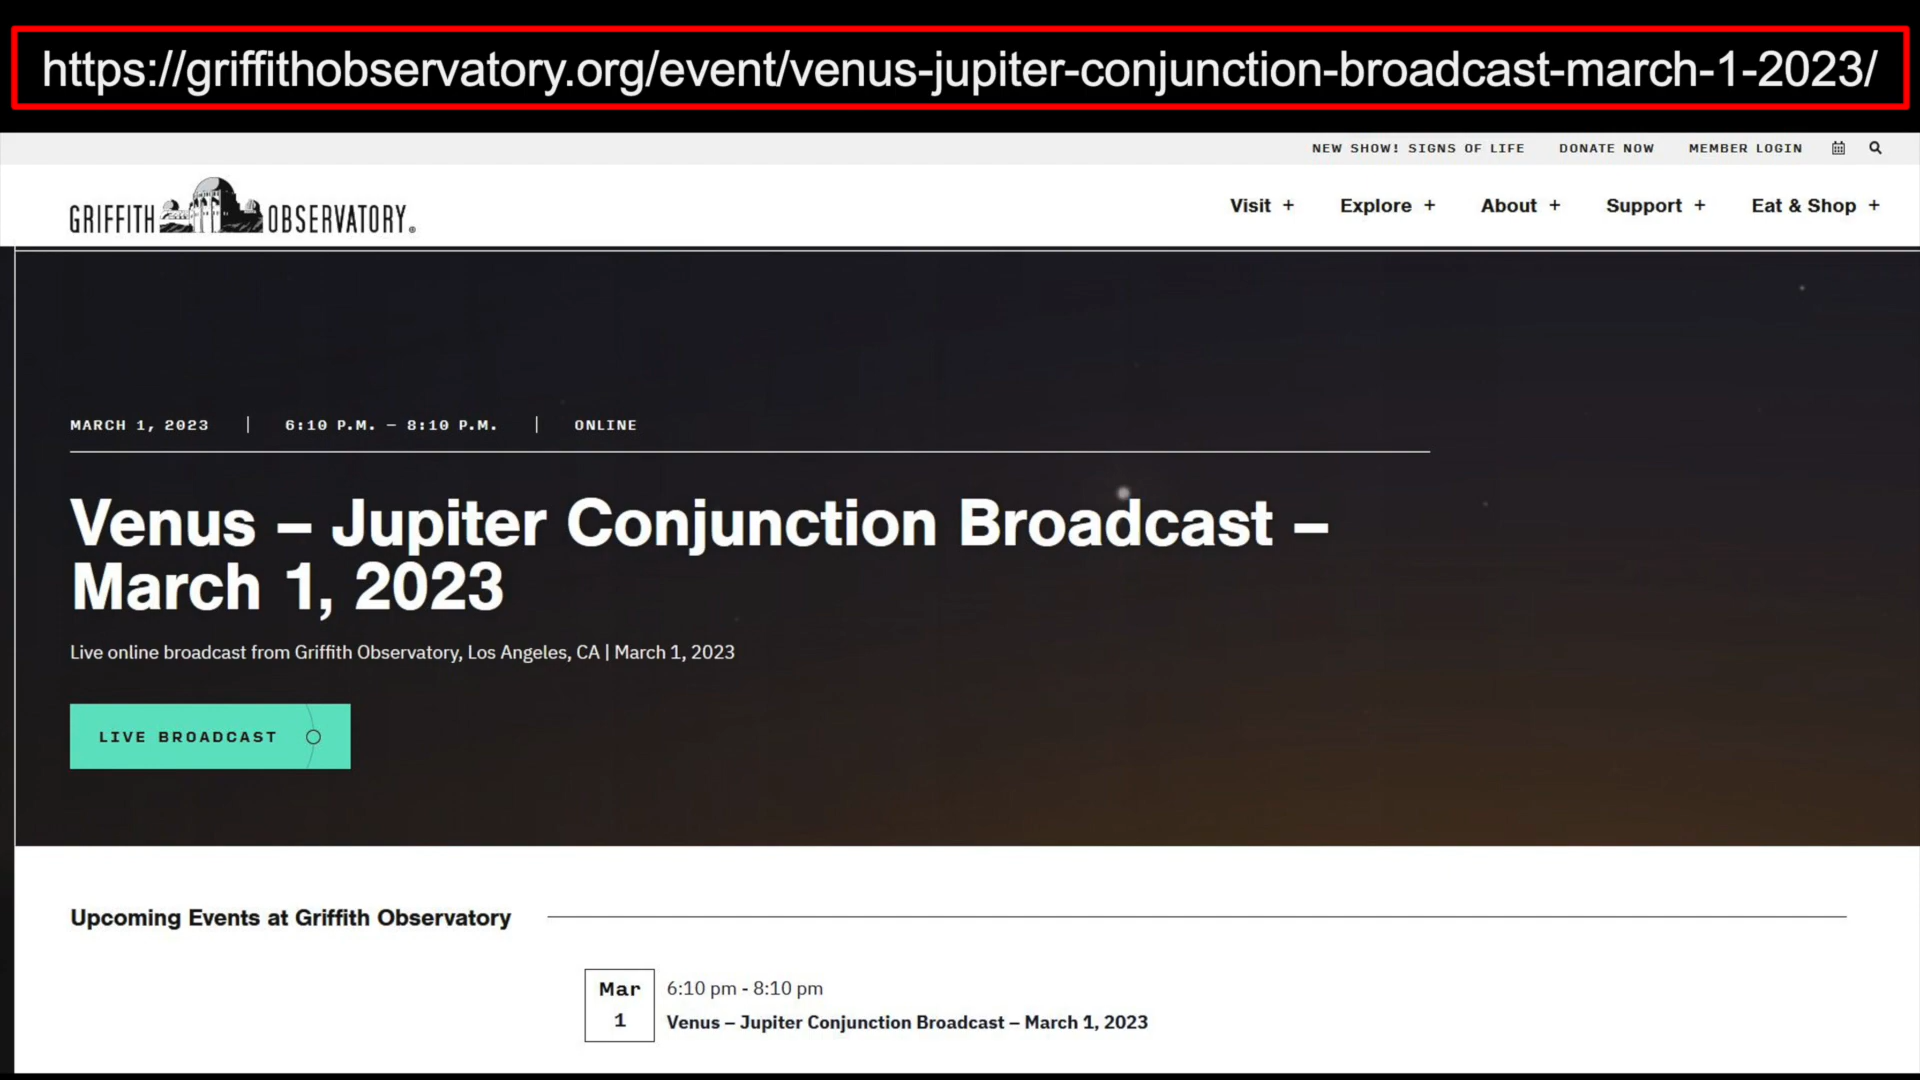 https://griffithobservatory.org/event/venus-jupiter-conjunction-broadcast-march-1-2023/
NEW SHOW! SIGNS OF LIFE DONATE NOW MEMBER LOGIN
GRIFFITH OBSERVATORY®
Visit + Explore + About + Support + Eat & Shop +
MARCH 1, 2023 | 6:10 P.M. – 8:10 P.M. | ONLINE
Venus – Jupiter Conjunction Broadcast –
March 1, 2023
Live online broadcast from Griffith Observatory, Los Angeles, CA | March 1, 2023
LIVE BROADCAST
Upcoming Events at Griffith Observatory
Mar
1
6:10 pm - 8:10 pm
Venus – Jupiter Conjunction Broadcast – March 1, 2023